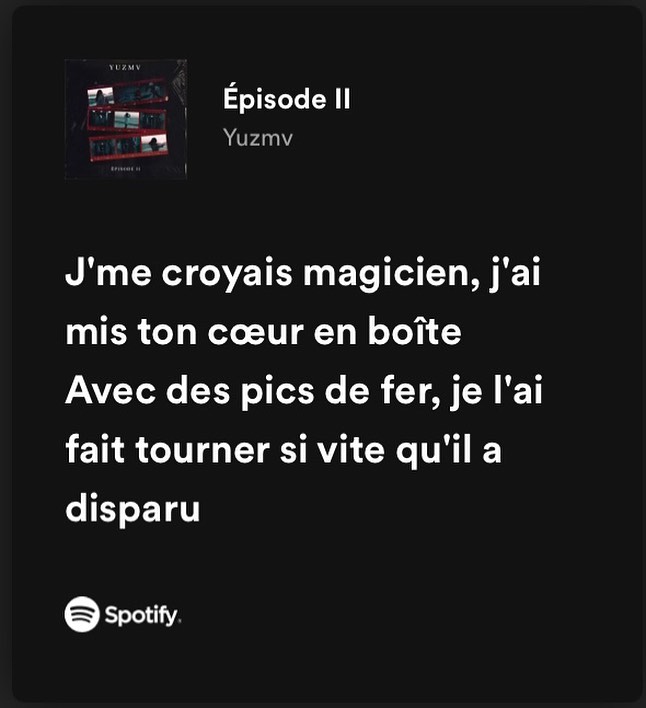 YUZMV
ÉPISODE II
Épisode II
Yuzmv
J'me croyais magicien, j'ai
mis ton cœur en boîte
Avec des pics de fer, je l'ai
fait tourner si vite qu'il a
disparu
Spotify